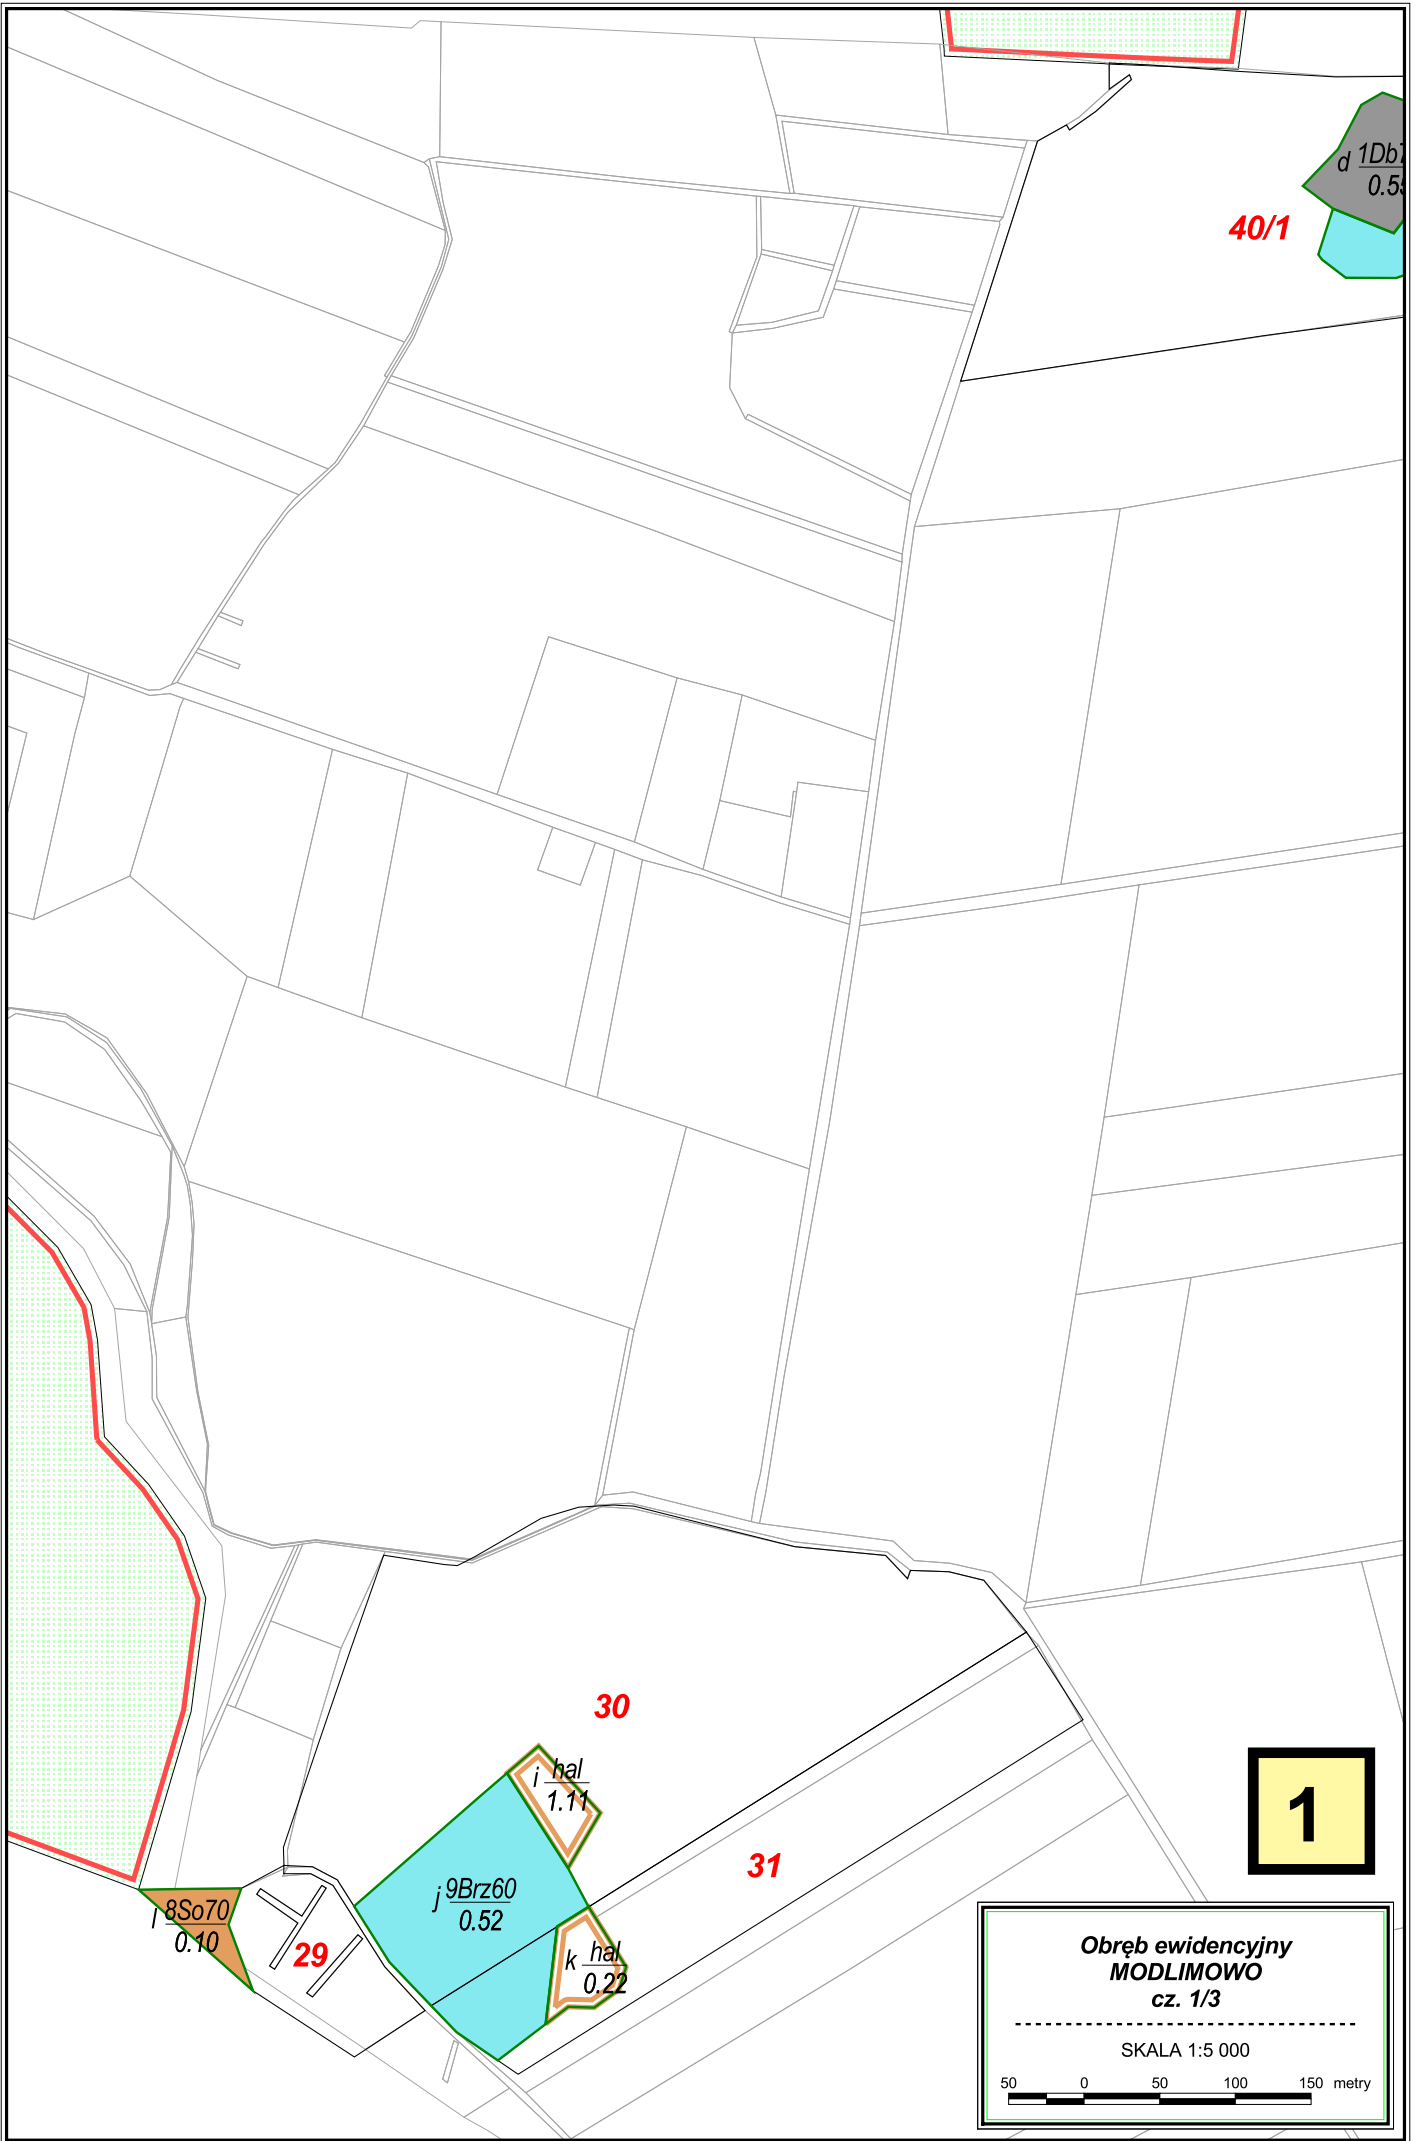 d 1Db
0.5
40/1
30
i hal
1.11
31
j 9Brz60
0.52
l 8So70
0.10
29
k hal
0.22
1
Obręb ewidencyjny
MODLIMOWO
cz. 1/3
SKALA 1:5 000
50 0 50 100 150 metry